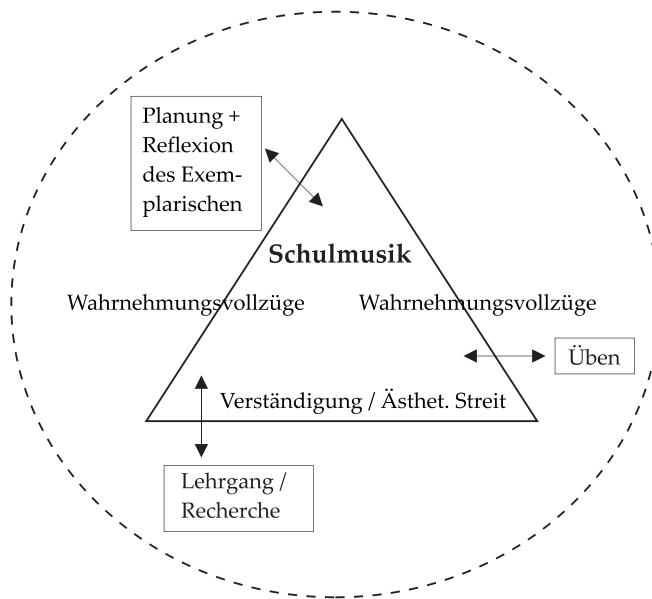 Planung +
Reflexion
des Exem-
plarischen
Schulmusik
Wahrnehmungsvollzüge
Wahrnehmungsvollzüge
Üben
Verständigung / Ästhet. Streit
Lehrgang /
Recherche